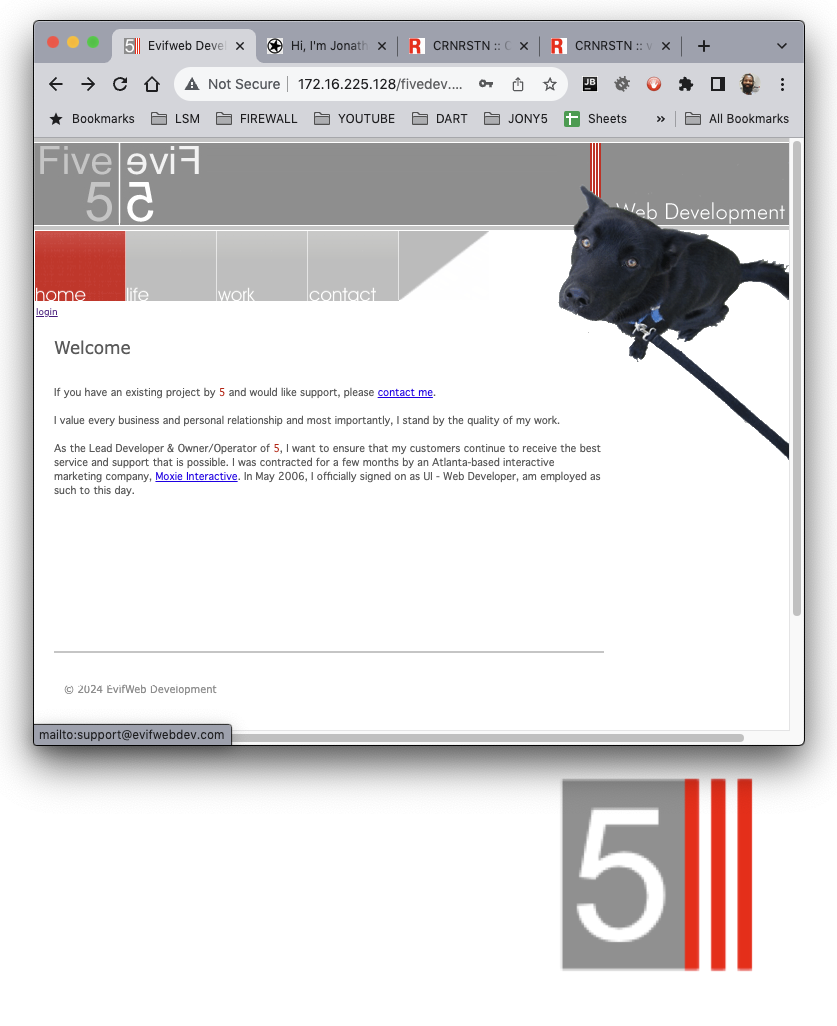 Evifweb Devel
Hi, I'm Jonath
CRNRSTN ::
CRNRSTN ::
Not Secure
172.16.225.128/fivedev....
JB
Bookmarks
LSM
FIREWALL
YOUTUBE
DART
JONY5
Sheets
»
All Bookmarks
Five
Five
5
5
Web Development
home
life
work
contact
login
Welcome
If you have an existing project by 5 and would like support, please contact me.
I value every business and personal relationship and most importantly, I stand by the quality of my work.
As the Lead Developer & Owner/Operator of 5, I want to ensure that my customers continue to receive the best
service and support that is possible. I was contracted for a few months by an Atlanta-based interactive
marketing company, Moxie Interactive. In May 2006, I officially signed on as UI - Web Developer, am employed as
such to this day.
© 2024 EvifWeb Development
mailto:support@evifwebdev.com
5